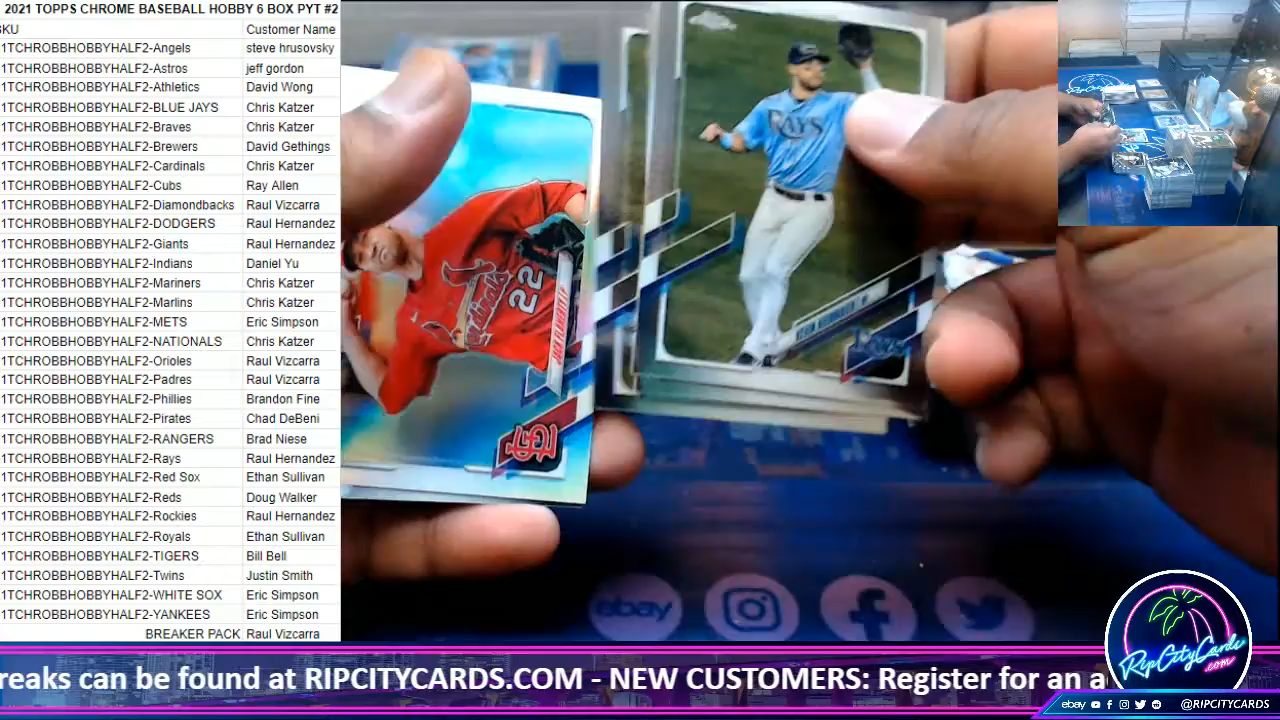 2021 TOPPS CHROME BASEBALL HOBBY 6 BOX PYT #2
SKU Customer Name
1TCHROBBHOBBYHALF2-Angels steve hrusovsky
1TCHROBBHOBBYHALF2-Astros jeff gordon
1TCHROBBHOBBYHALF2-Athletics David Wong
1TCHROBBHOBBYHALF2-BLUE JAYS Chris Katzer
1TCHROBBHOBBYHALF2-Braves Chris Katzer
1TCHROBBHOBBYHALF2-Brewers David Gethings
1TCHROBBHOBBYHALF2-Cardinals Chris Katzer
1TCHROBBHOBBYHALF2-Cubs Ray Allen
1TCHROBBHOBBYHALF2-Diamondbacks Raul Vizcarra
1TCHROBBHOBBYHALF2-DODGERS Raul Hernandez
1TCHROBBHOBBYHALF2-Giants Raul Hernandez
1TCHROBBHOBBYHALF2-Indians Daniel Yu
1TCHROBBHOBBYHALF2-Mariners Chris Katzer
1TCHROBBHOBBYHALF2-Marlins Chris Katzer
1TCHROBBHOBBYHALF2-METS Eric Simpson
1TCHROBBHOBBYHALF2-NATIONALS Chris Katzer
1TCHROBBHOBBYHALF2-Orioles Raul Vizcarra
1TCHROBBHOBBYHALF2-Padres Raul Vizcarra
1TCHROBBHOBBYHALF2-Phillies Brandon Fine
1TCHROBBHOBBYHALF2-Pirates Chad DeBeni
1TCHROBBHOBBYHALF2-RANGERS Brad Niese
1TCHROBBHOBBYHALF2-Rays Raul Hernandez
1TCHROBBHOBBYHALF2-Red Sox Ethan Sullivan
1TCHROBBHOBBYHALF2-Reds Doug Walker
1TCHROBBHOBBYHALF2-Rockies Raul Hernandez
1TCHROBBHOBBYHALF2-Royals Ethan Sullivan
1TCHROBBHOBBYHALF2-TIGERS Bill Bell
1TCHROBBHOBBYHALF2-Twins Justin Smith
1TCHROBBHOBBYHALF2-WHITE SOX Eric Simpson
1TCHROBBHOBBYHALF2-YANKEES Eric Simpson
BREAKER PACK Raul Vizcarra
RAYS
Cardinals
22
ebay
reaks can be found at RIPCITYCARDS.COM - NEW CUSTOMERS: Register for an a
RipCityCards
.com
ebay @RIPCITYCARDS